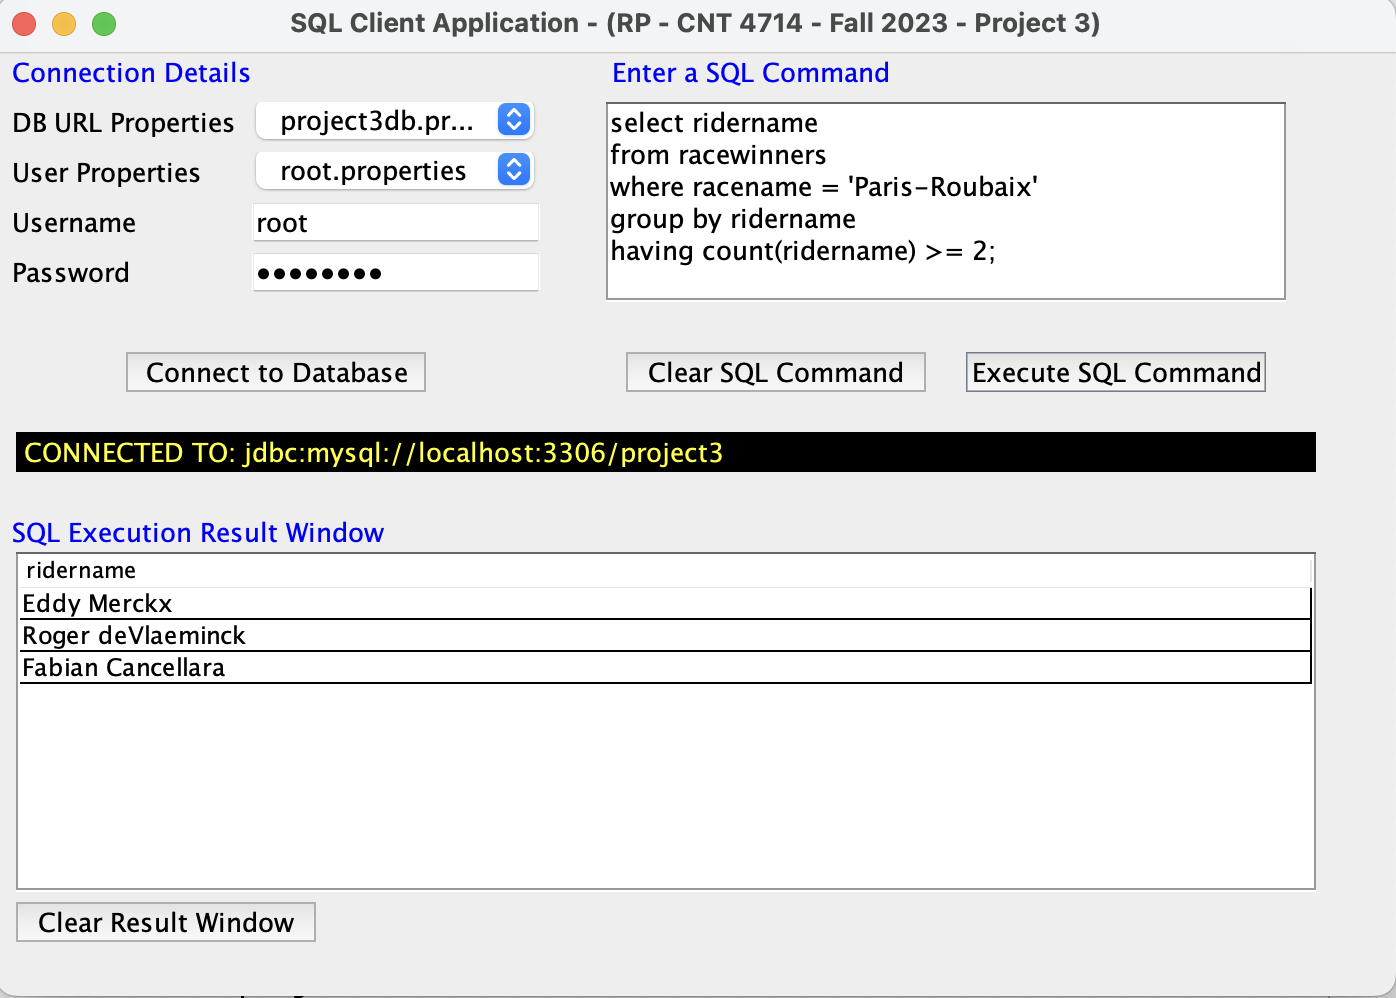 SQL Client Application - (RP - CNT 4714 - Fall 2023 - Project 3)
Connection Details
DB URL Properties
project3db.pr...
User Properties
root.properties
Username
root
Password
••••••••
Enter a SQL Command
select ridername
from racewinners
where racename = 'Paris-Roubaix'
group by ridername
having count(ridername) >= 2;
Connect to Database
Clear SQL Command
Execute SQL Command
CONNECTED TO: jdbc:mysql://localhost:3306/project3
SQL Execution Result Window
ridername
Eddy Merckx
Roger deVlaeminck
Fabian Cancellara
Clear Result Window